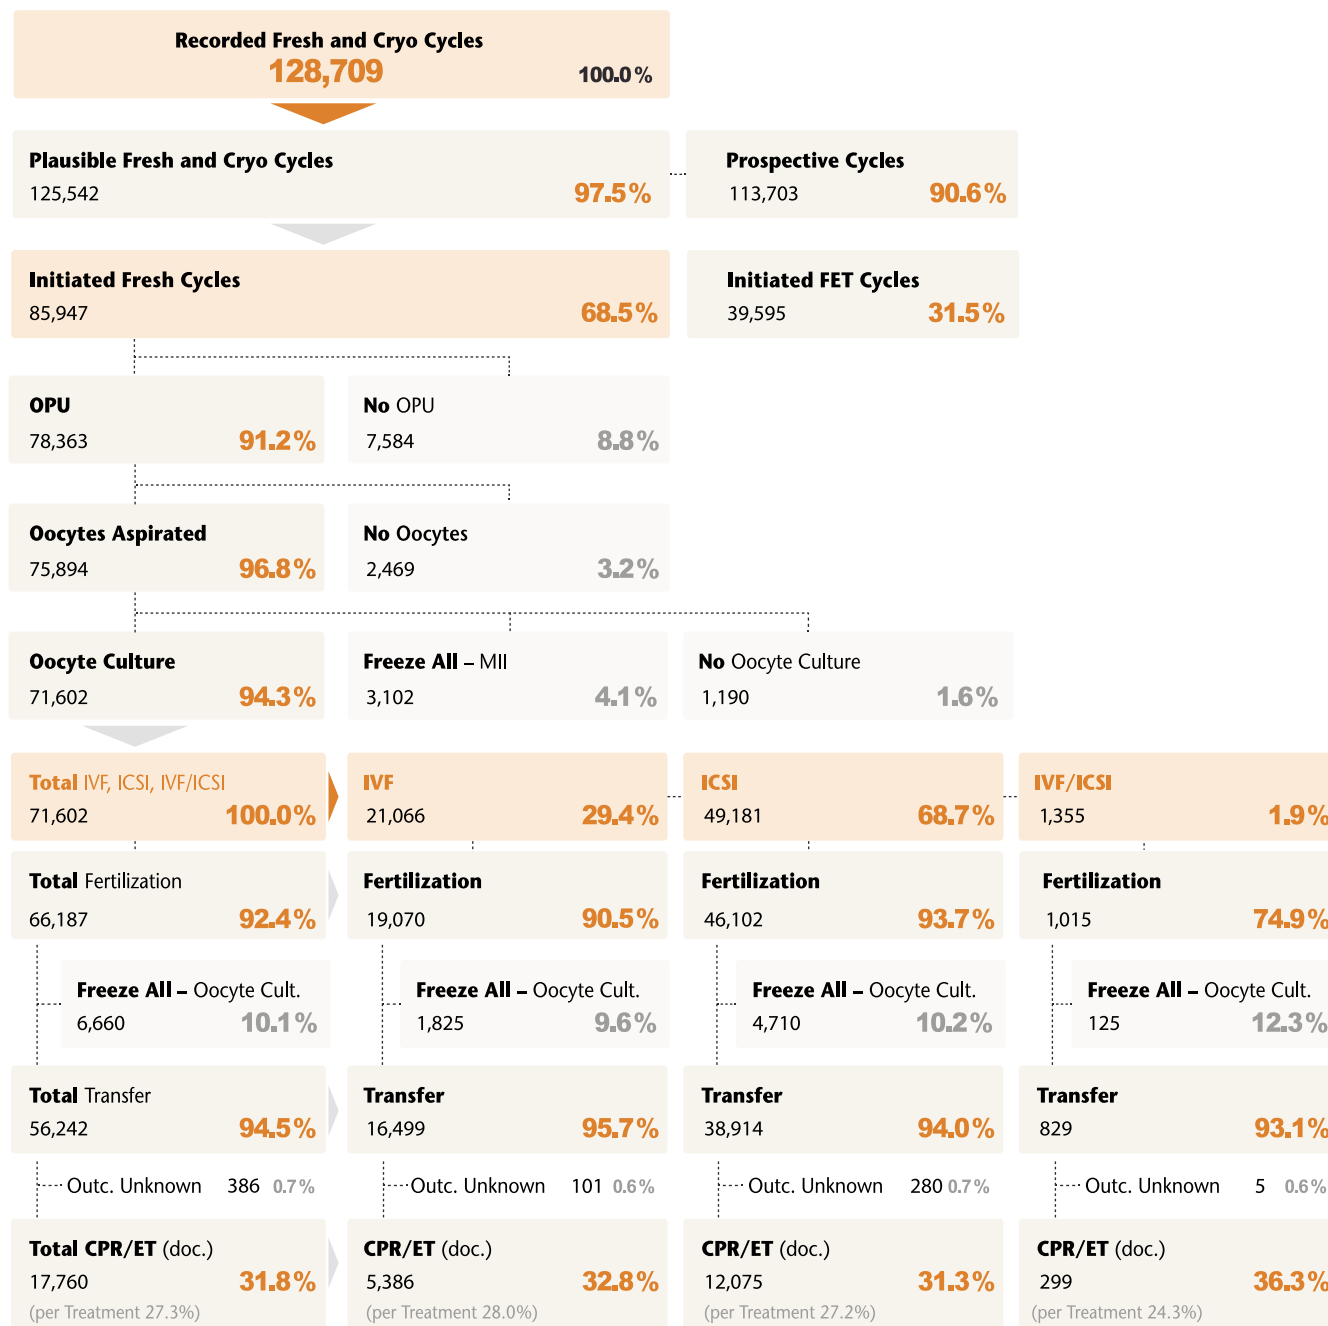 Recorded Fresh and Cryo Cycles
128,709 100.0%
Plausible Fresh and Cryo Cycles
125,542 97.5%
Prospective Cycles
113,703 90.6%
Initiated Fresh Cycles
85,947 68.5%
Initiated FET Cycles
39,595 31.5%
OPU
78,363 91.2%
No OPU
7,584 8.8%
Oocytes Aspirated
75,894 96.8%
No Oocytes
2,469 3.2%
Oocyte Culture
71,602 94.3%
Freeze All – MII
3,102 4.1%
No Oocyte Culture
1,190 1.6%
Total IVF, ICSI, IVF/ICSI
71,602 100.0%
IVF
21,066 29.4%
ICSI
49,181 68.7%
IVF/ICSI
1,355 1.9%
Total Fertilization
66,187 92.4%
Fertilization
19,070 90.5%
Fertilization
46,102 93.7%
Fertilization
1,015 74.9%
Freeze All – Oocyte Cult.
6,660 10.1%
Freeze All – Oocyte Cult.
1,825 9.6%
Freeze All – Oocyte Cult.
4,710 10.2%
Freeze All – Oocyte Cult.
125 12.3%
Total Transfer
56,242 94.5%
Transfer
16,499 95.7%
Transfer
38,914 94.0%
Transfer
829 93.1%
Outc. Unknown 386 0.7%
Outc. Unknown 101 0.6%
Outc. Unknown 280 0.7%
Outc. Unknown 5 0.6%
Total CPR/ET (doc.)
17,760 31.8%
(per Treatment 27.3%)
CPR/ET (doc.)
5,386 32.8%
(per Treatment 28.0%)
CPR/ET (doc.)
12,075 31.3%
(per Treatment 27.2%)
CPR/ET (doc.)
299 36.3%
(per Treatment 24.3%)